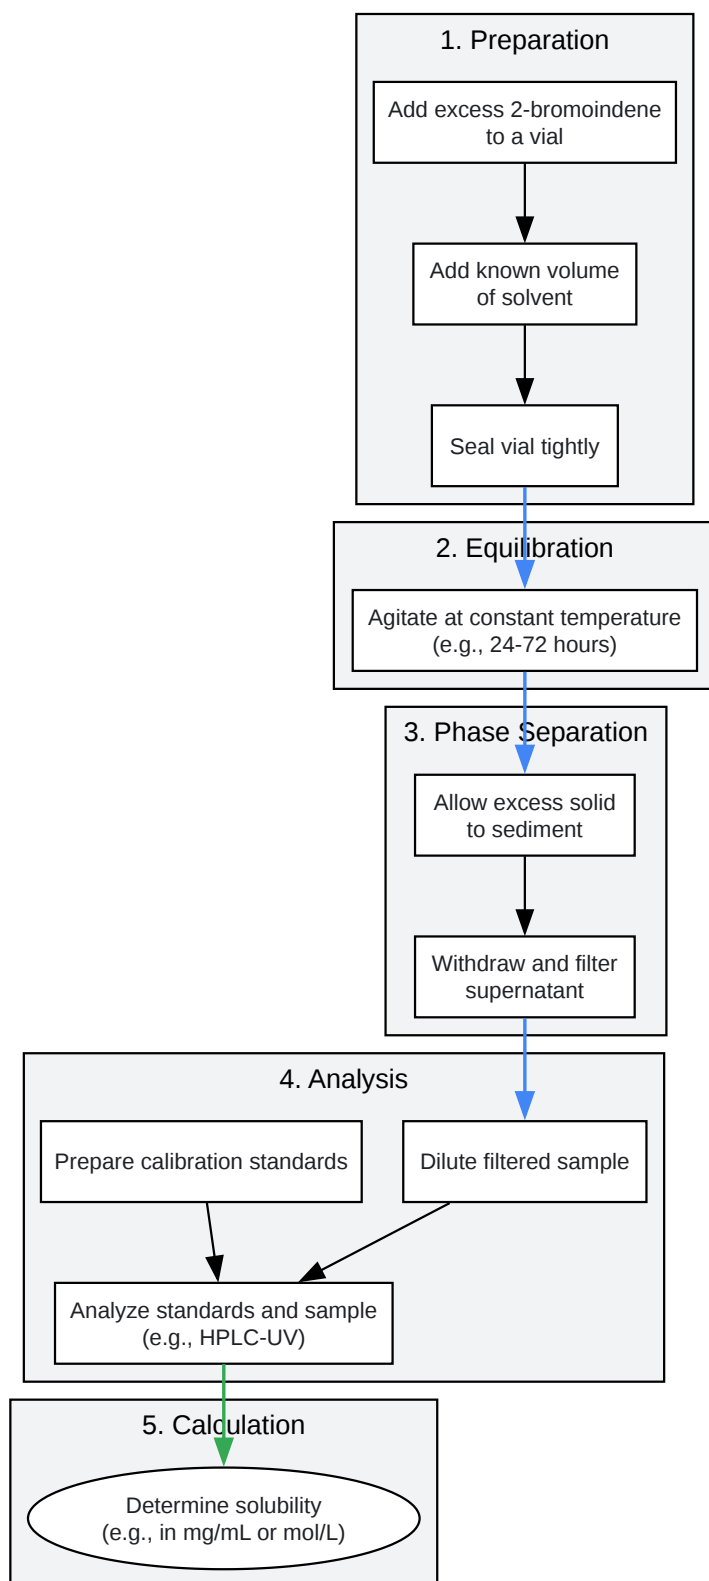 1. Preparation
Add excess 2-bromoindene
to a vial
Add known volume
of solvent
Seal vial tightly
2. Equilibration
Agitate at constant temperature
(e.g., 24-72 hours)
3. Phase Separation
Allow excess solid
to sediment
Withdraw and filter
supernatant
4. Analysis
Prepare calibration standards
Dilute filtered sample
Analyze standards and sample
(e.g., HPLC-UV)
5. Calculation
Determine solubility
(e.g., in mg/mL or mol/L)